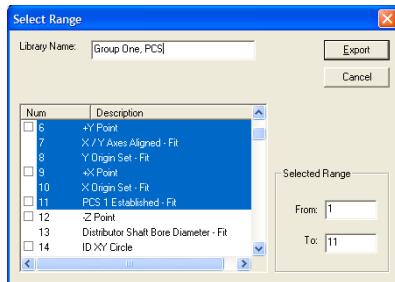 Select Range
Library Name: Group One, PCS Export
Cancel
Num Description
6 +Y Point
7 X / Y Axes Aligned - Fit
8 Y Origin Set - Fit
9 +X Point
10 X Origin Set - Fit
11 PCS 1 Established - Fit
12 -Z Point
13 Distributor Shaft Bore Diameter - Fit
14 ID XY Circle
Selected Range
From: 1
To: 11